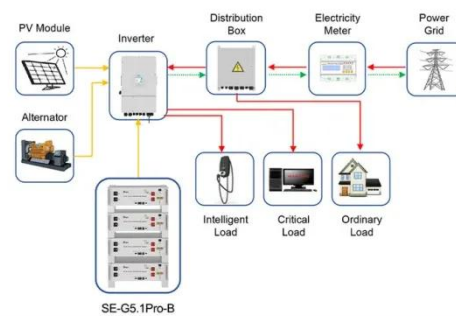 PV Module
Inverter
Distribution
Box
Electricity
Meter
Power
Grid
Alternator
Intelligent
Load
Critical
Load
Ordinary
Load
SE-G5.1Pro-B